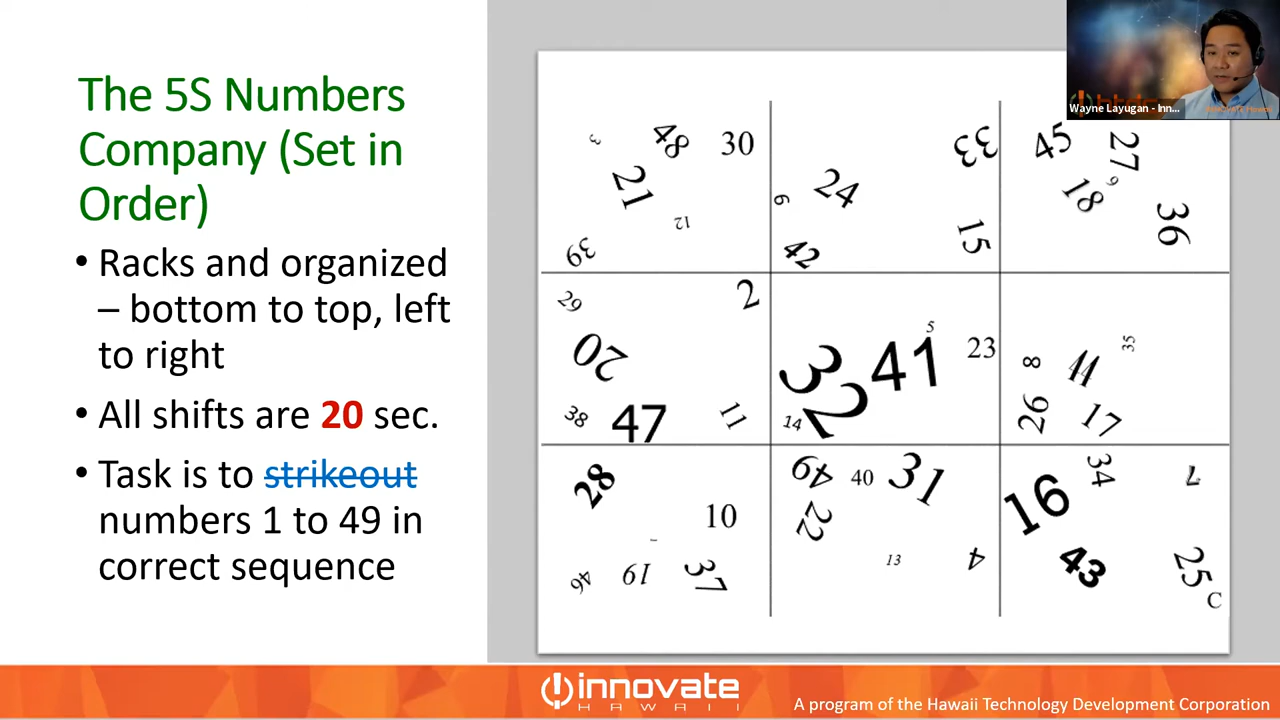 The 5S Numbers
Company (Set in
Order)
• Racks and organized
– bottom to top, left
to right
• All shifts are 20 sec.
• Task is to strikeout
numbers 1 to 49 in
correct sequence
3 48 30
21
12
39
33
24
6
15
42
45 27
9
18
36
29 2
20
38 47 11
5
32 41 23
14
35
8 44
26 17
28
10
1
46 19 37
49 40 31
22
13 4
34 7
16
43 25
C
Wayne Layugan - Inn...
innovate
HAWAII
A program of the Hawaii Technology Development Corporation